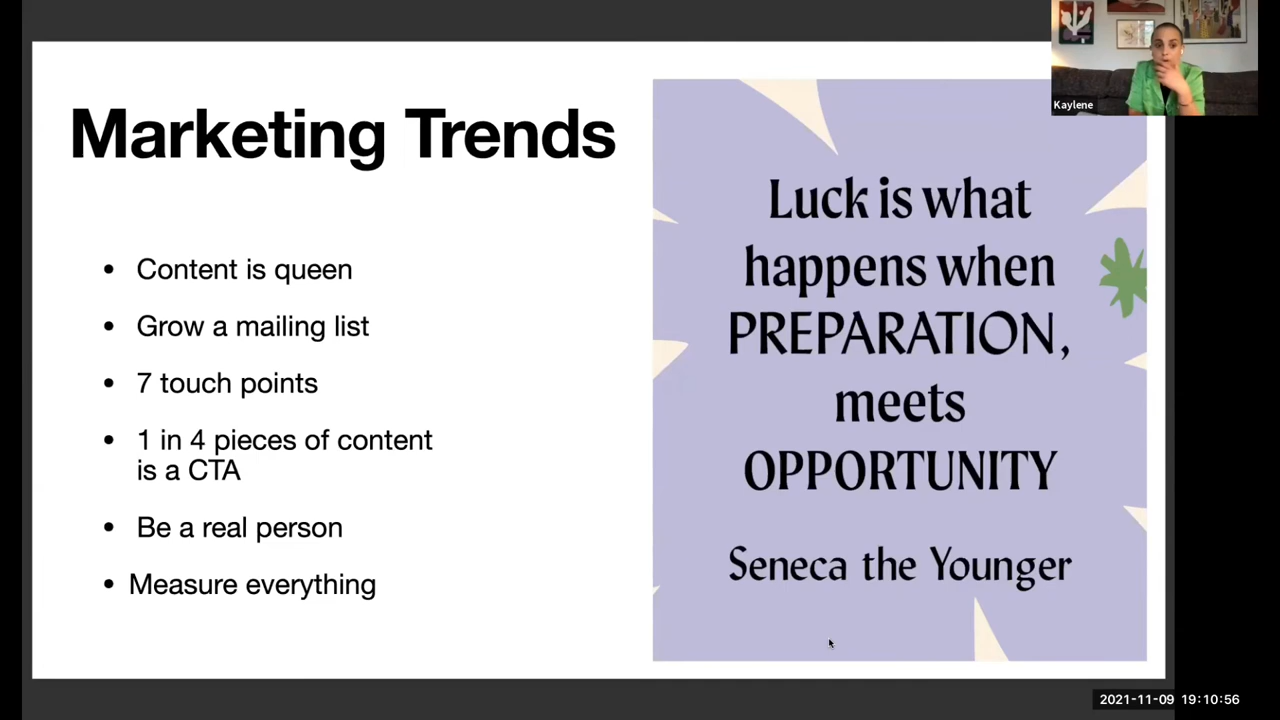 Marketing Trends
• Content is queen
• Grow a mailing list
• 7 touch points
• 1 in 4 pieces of content
is a CTA
• Be a real person
• Measure everything
Luck is what
happens when
PREPARATION,
meets
OPPORTUNITY
Seneca the Younger
Kaylene
2021-11-09 19:10:56